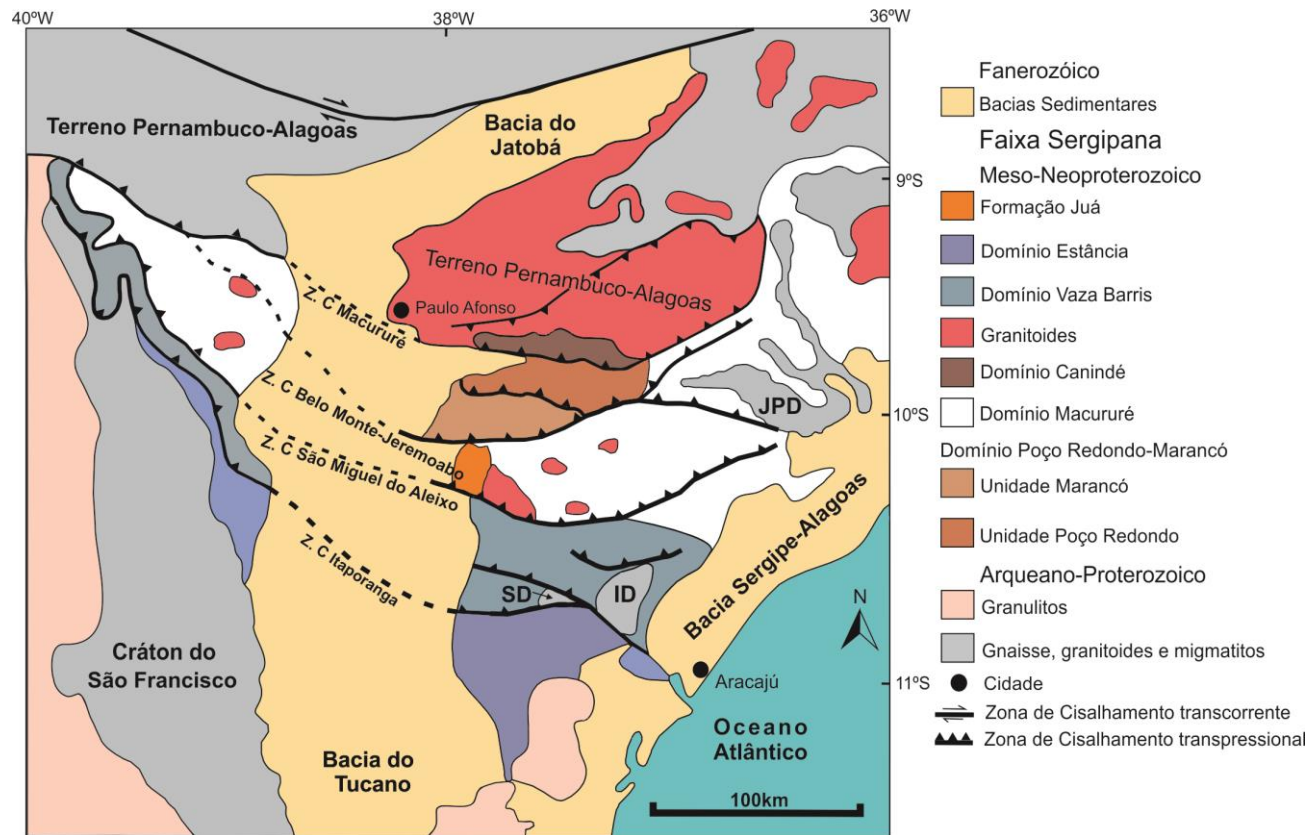 40ºW
38ºW
36ºW
Terreno Pernambuco-Alagoas
Bacia do
Jatobá
9ºS
Terreno Pernambuco-Alagoas
Paulo Afonso
Z. C Macururé
Z. C Belo Monte-Jeremoabo
Z. C São Miguel do Aleixo
Z. C Itaporanga
JPD
10ºS
SD
ID
Bacia Sergipe-Alagoas
N
Cráton do
São Francisco
Aracajú
11ºS
Oceano
Atlântico
Bacia do
Tucano
100km
Fanerozóico
Bacias Sedimentares
Faixa Sergipana
Meso-Neoproterozoico
Formação Juá
Domínio Estância
Domínio Vaza Barris
Granitoides
Domínio Canindé
Domínio Macururé
Domínio Poço Redondo-Marancó
Unidade Marancó
Unidade Poço Redondo
Arqueano-Proterozoico
Granulitos
Gnaisse, granitoides e migmatitos
Cidade
Zona de Cisalhamento transcorrente
Zona de Cisalhamento transpressional